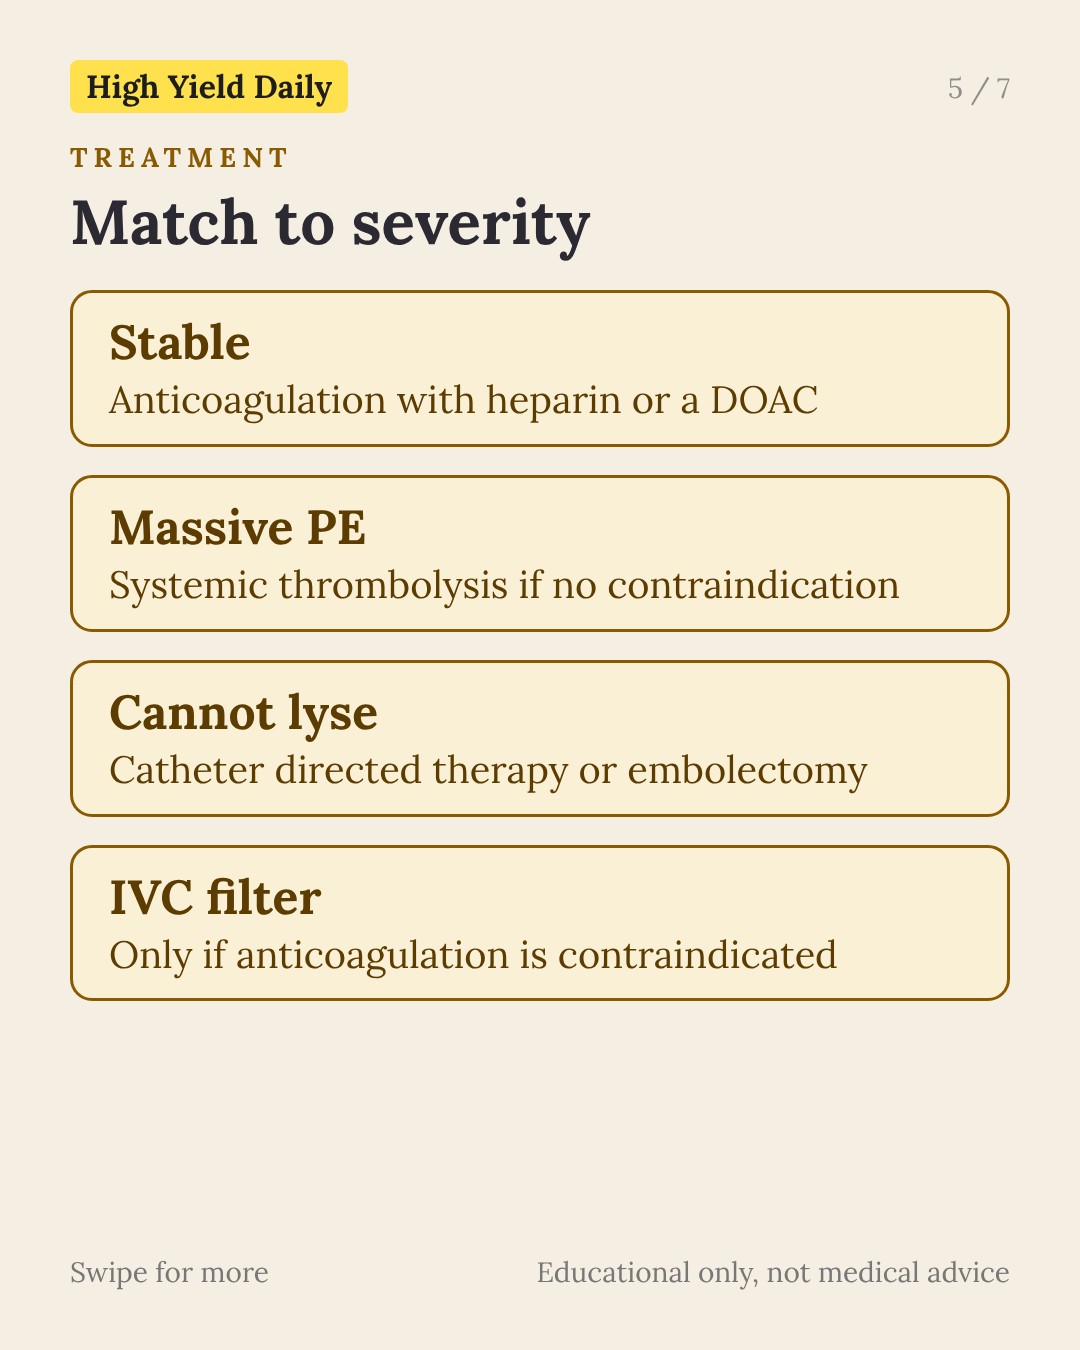 High Yield Daily
5 / 7
TREATMENT
Match to severity
Stable
Anticoagulation with heparin or a DOAC
Massive PE
Systemic thrombolysis if no contraindication
Cannot lyse
Catheter directed therapy or embolectomy
IVC filter
Only if anticoagulation is contraindicated
Swipe for more
Educational only, not medical advice